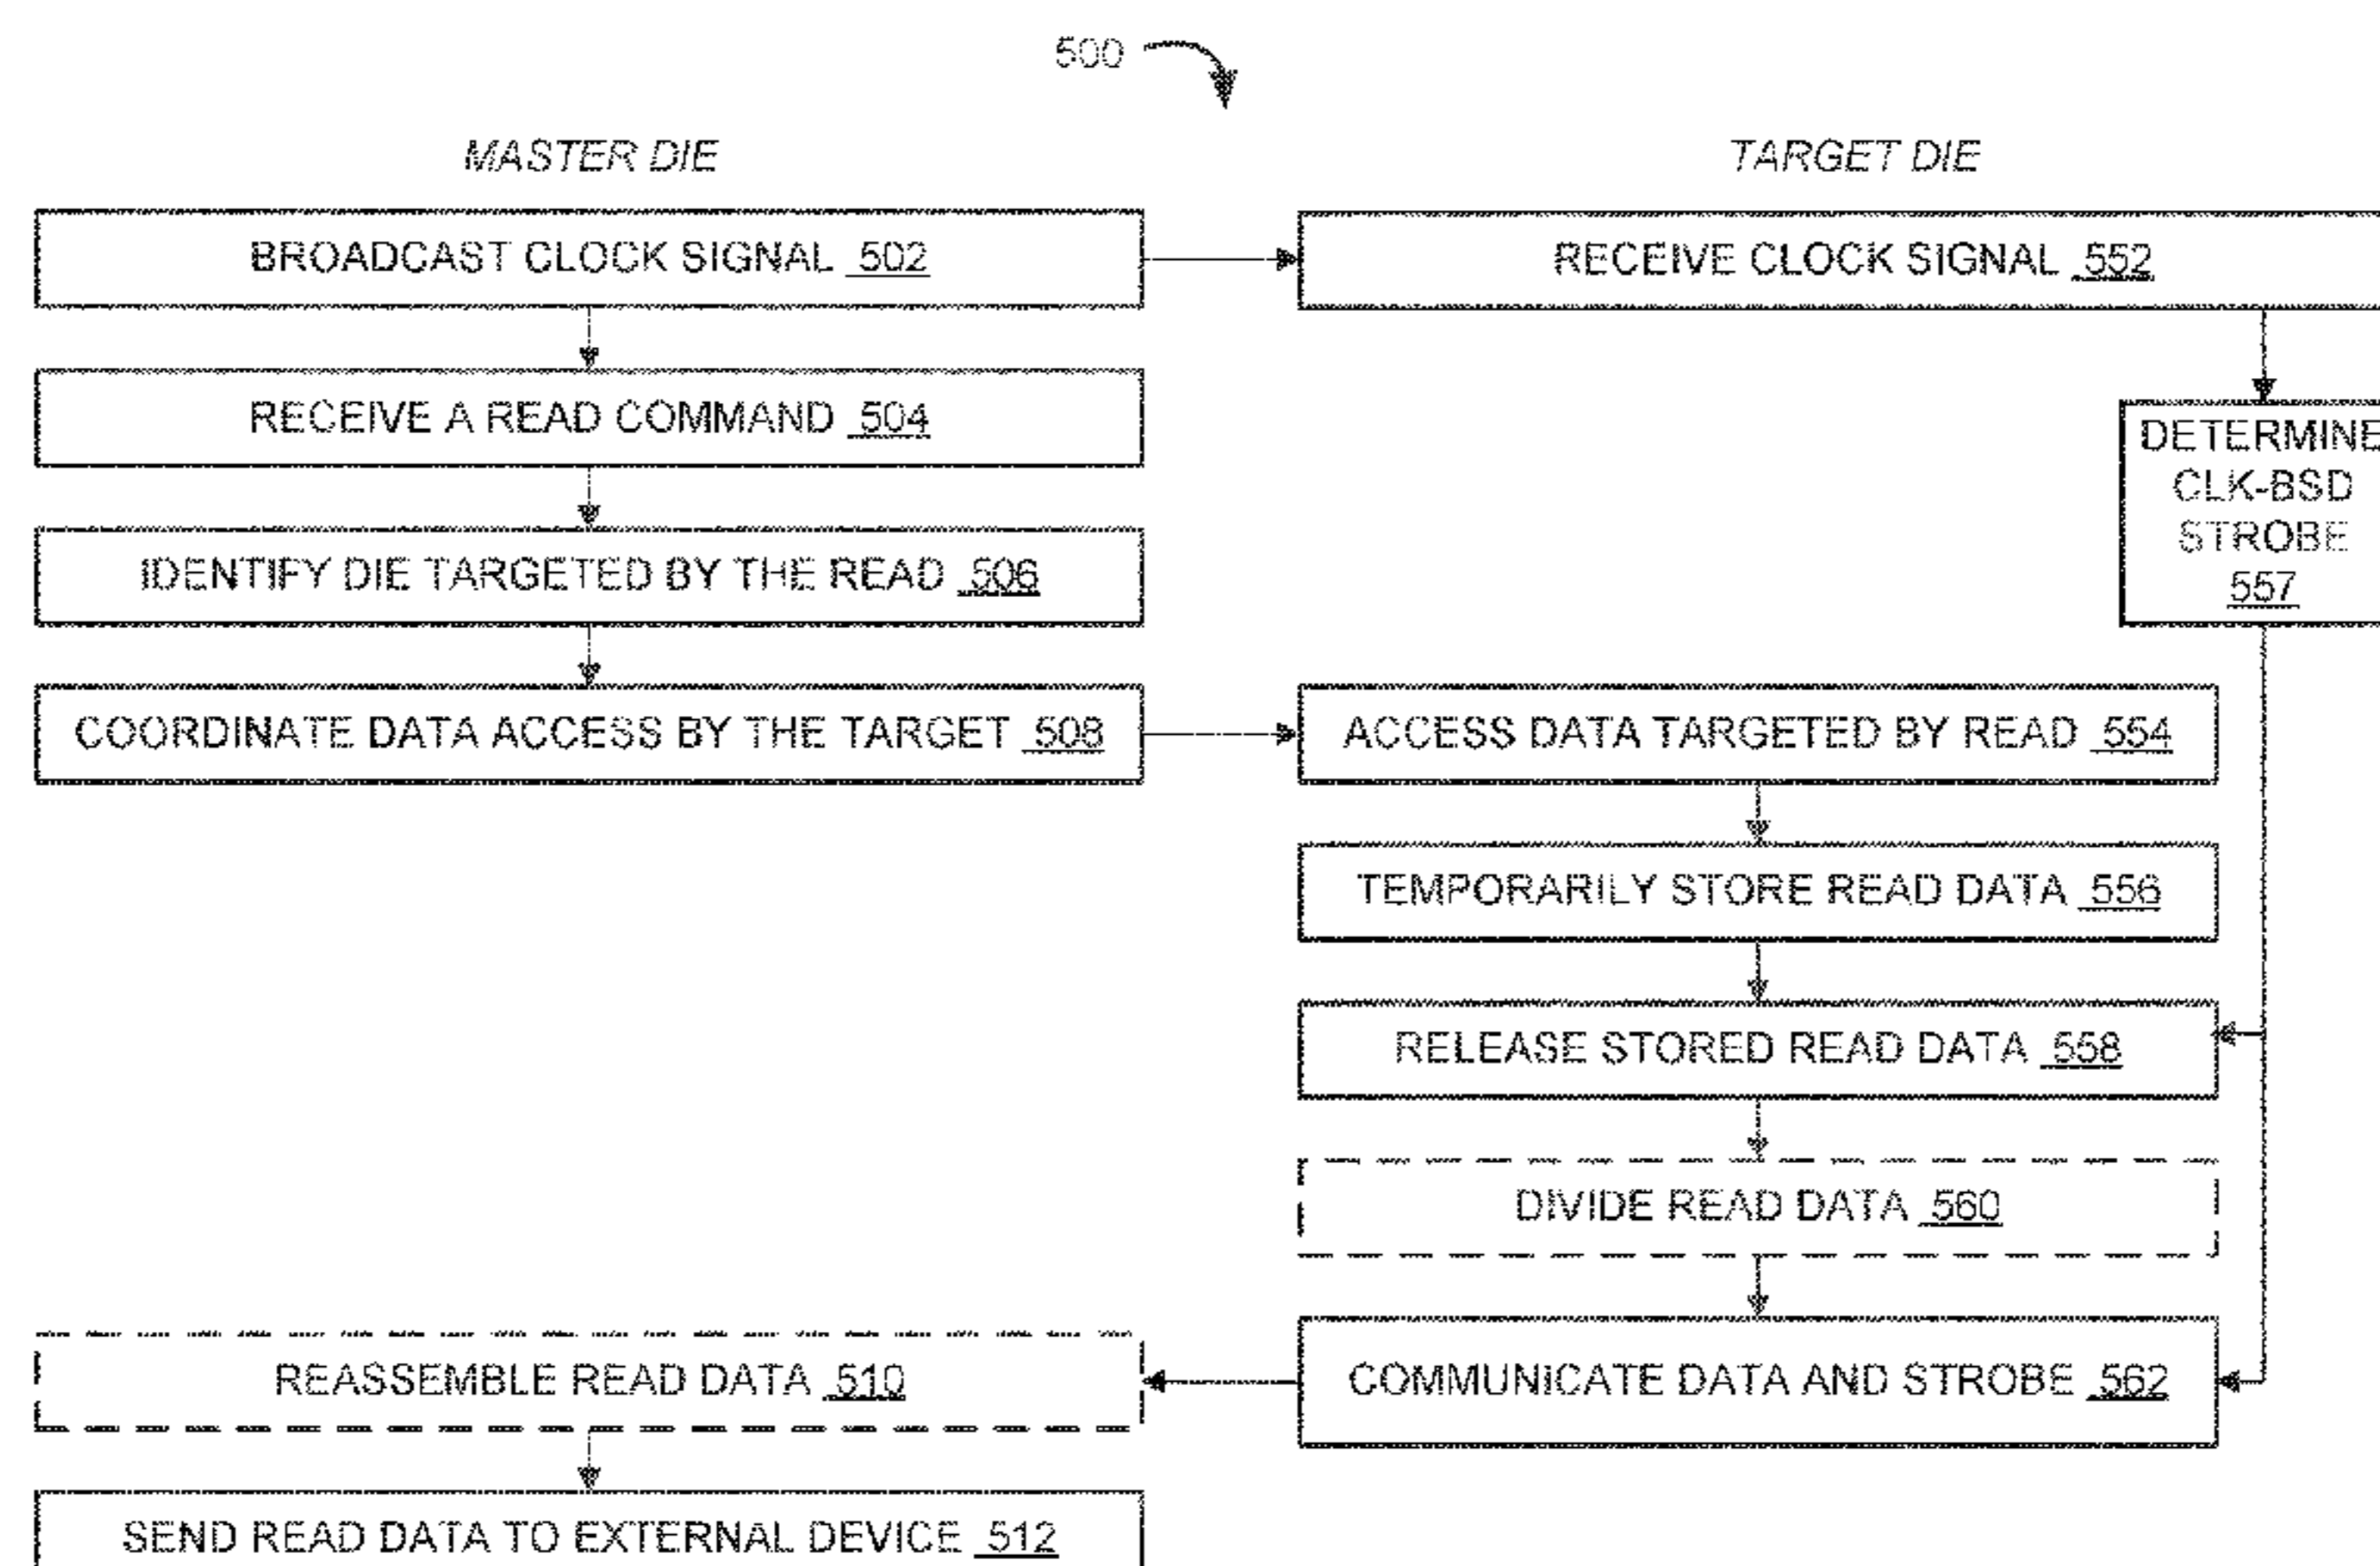 500
MASTER DIE
TARGET DIE
BROADCAST CLOCK SIGNAL 502
RECEIVE CLOCK SIGNAL 552
RECEIVE A READ COMMAND 504
DETERMINE
CLK-BSD
STROBE
557
IDENTIFY DIE TARGETED BY THE READ 506
COORDINATE DATA ACCESS BY THE TARGET 508
ACCESS DATA TARGETED BY READ 554
TEMPORARILY STORE READ DATA 556
RELEASE STORED READ DATA 558
DIVIDE READ DATA 560
REASSEMBLE READ DATA 510
COMMUNICATE DATA AND STROBE 562
SEND READ DATA TO EXTERNAL DEVICE 512